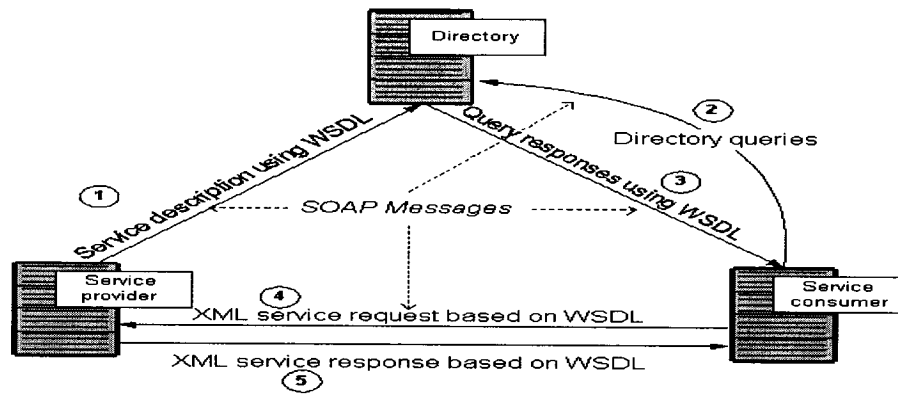 Directory
2
Directory queries
Service description using WSDL
Query responses using WSDL
3
1
SOAP Messages
Service
provider
Service
consumer
4
XML service request based on WSDL
XML service response based on WSDL
5